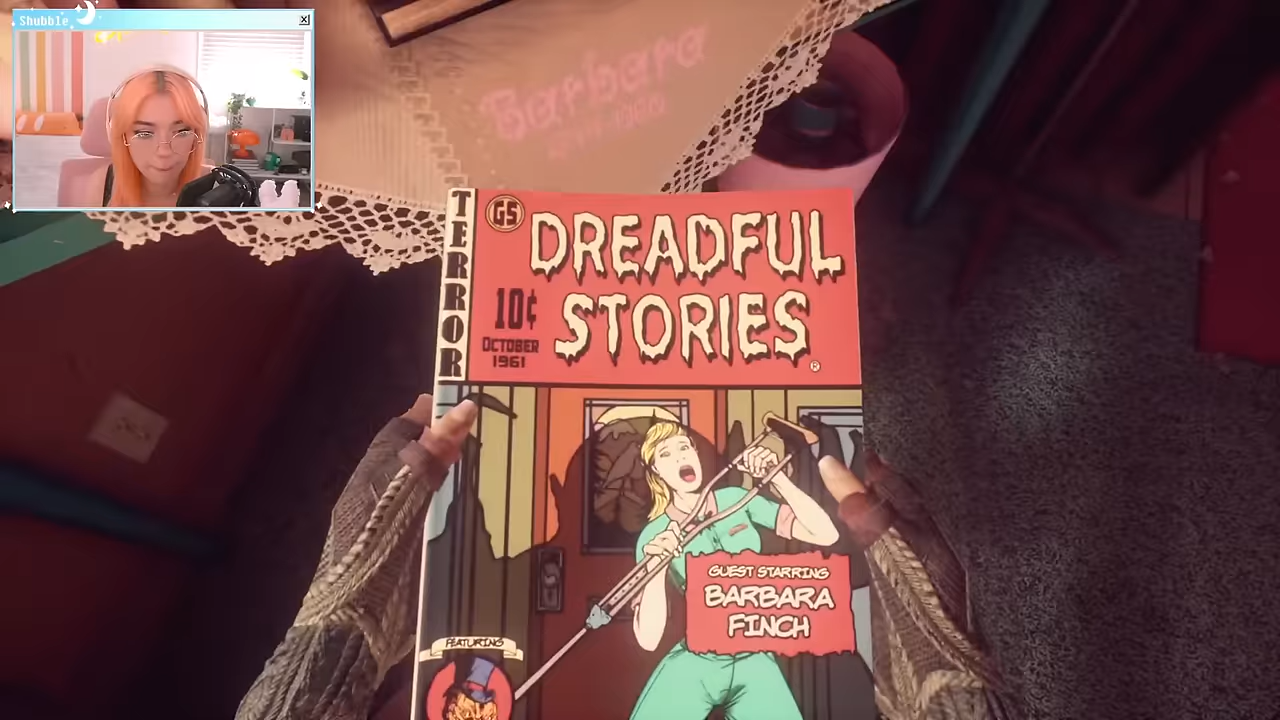 Shubble
Barbara
TERROR
GS
DREADFUL
STORIES
10¢
OCTOBER
1961
®
GUEST STARRING
BARBARA
FINCH
FEATURING